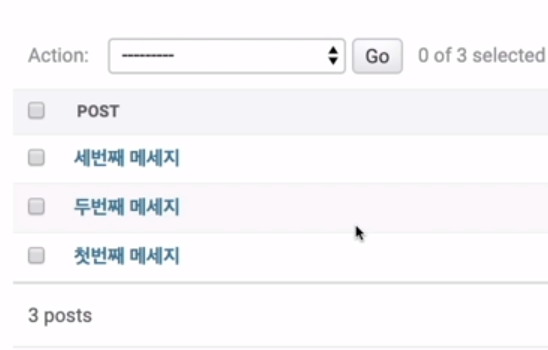 Action: --------- Go 0 of 3 selected
POST
세번째 메세지
두번째 메세지
첫번째 메세지
3 posts